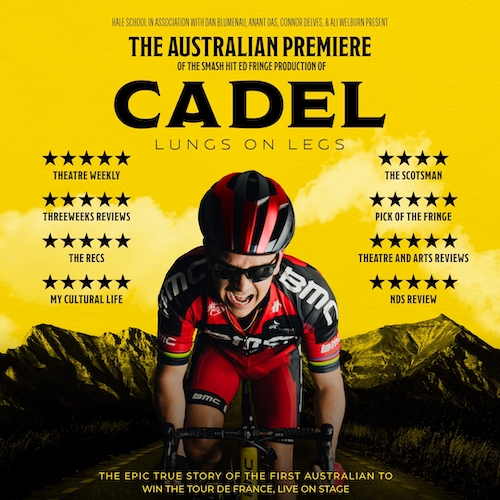 HALE SCHOOL IN ASSOCIATION WITH DAN BLUMENAU, ANANT DAS, CONNOR DELVES, & ALI WELBURN PRESENT
THE AUSTRALIAN PREMIERE
OF THE SMASH HIT ED FRINGE PRODUCTION OF
CADEL
LUNGS ON LEGS
★★★★★
THEATRE WEEKLY
★★★★★
THREEWEEKS REVIEWS
★★★★★
THE RECS
★★★★★
MY CULTURAL LIFE
★★★★
THE SCOTSMAN
★★★★★
PICK OF THE FRINGE
★★★★★
THEATRE AND ARTS REVIEWS
★★★★★
NDS REVIEW
BMC
BMC
BMC
BMC
THE EPIC TRUE STORY OF THE FIRST AUSTRALIAN TO
WIN THE TOUR DE FRANCE, LIVE ON STAGE